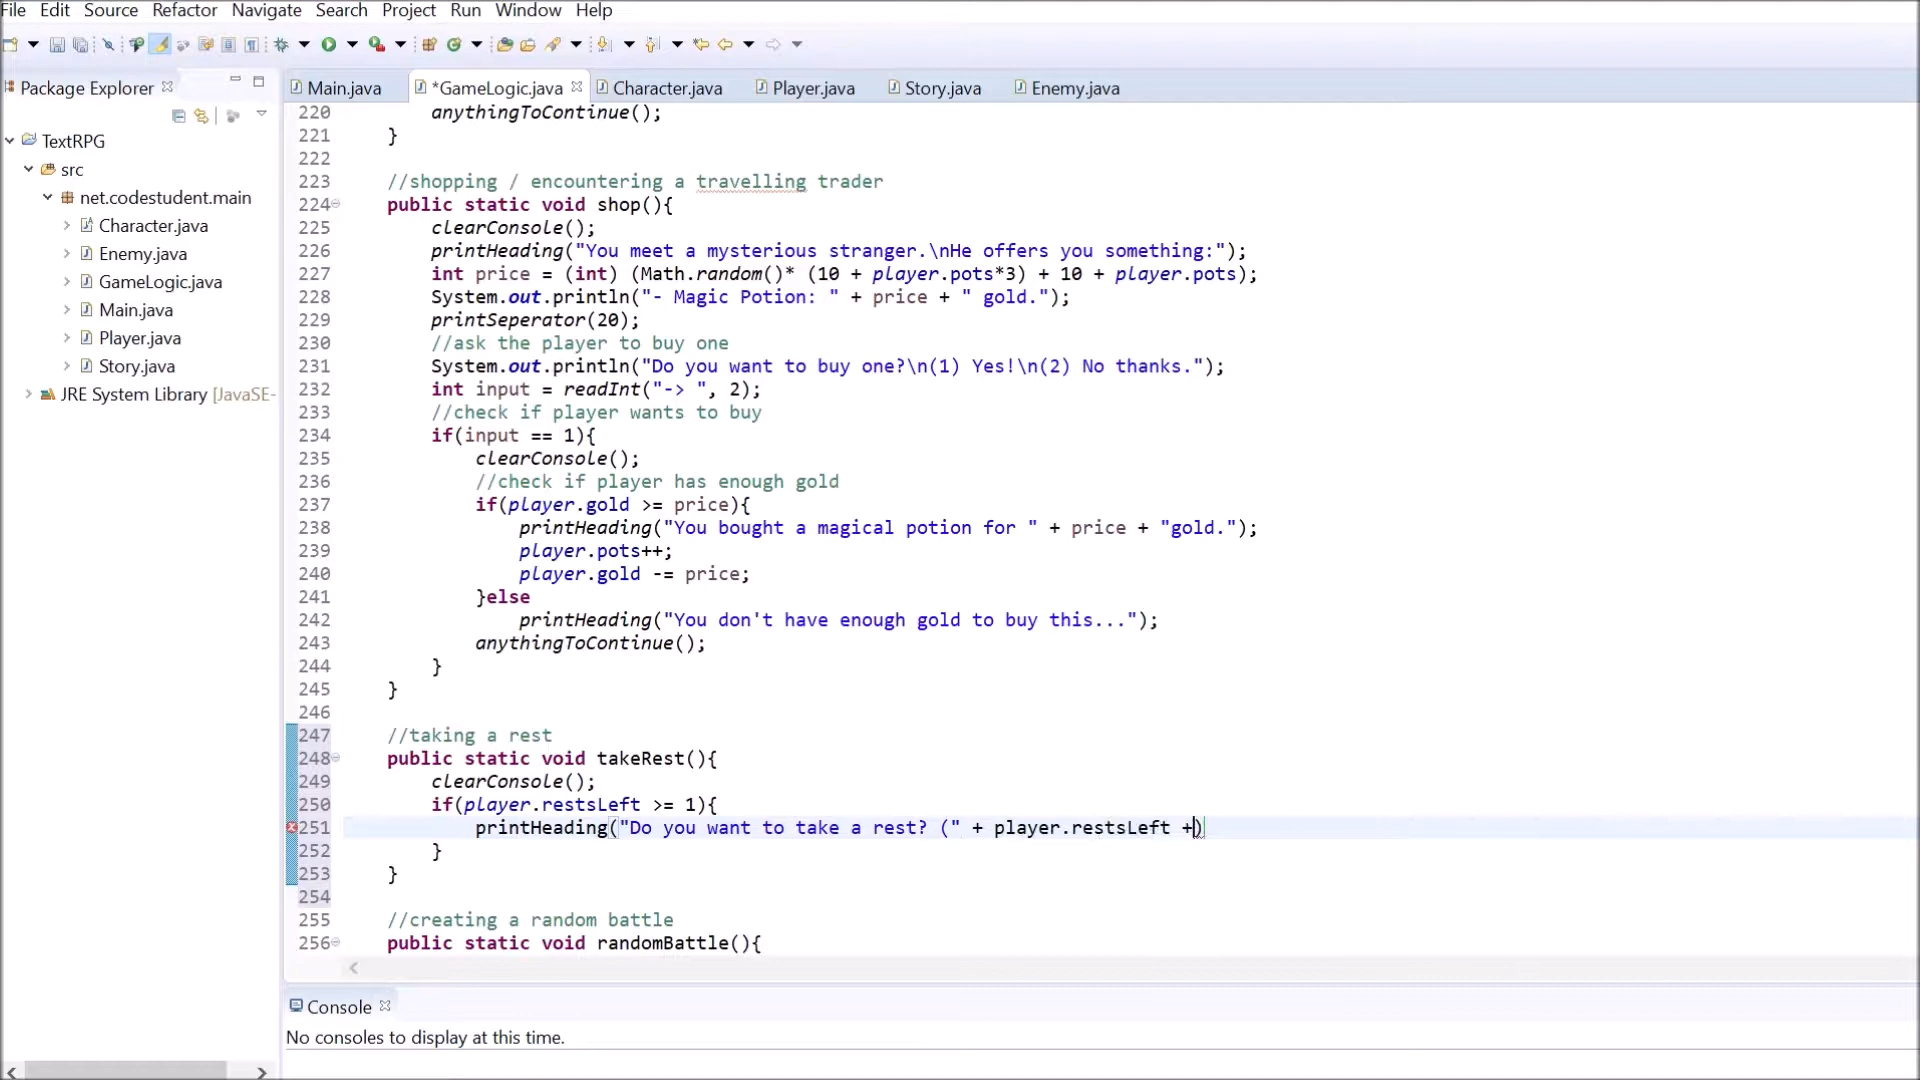 File Edit Source Refactor Navigate Search Project Run Window Help
Package Explorer
TextRPG
src
net.codestudent.main
Character.java
Enemy.java
GameLogic.java
Main.java
Player.java
Story.java
JRE System Library [JavaSE-
Main.java *GameLogic.java Character.java Player.java Story.java Enemy.java
220 anythingToContinue();
221 }
222
223 //shopping / encountering a travelling trader
224 public static void shop(){
225 clearConsole();
226 printHeading("You meet a mysterious stranger.\nHe offers you something:");
227 int price = (int) (Math.random()* (10 + player.pots*3) + 10 + player.pots);
228 System.out.println("- Magic Potion: " + price + " gold.");
229 printSeperator(20);
230 //ask the player to buy one
231 System.out.println("Do you want to buy one?\n(1) Yes!\n(2) No thanks.");
232 int input = readInt("-> ", 2);
233 //check if player wants to buy
234 if(input == 1){
235 clearConsole();
236 //check if player has enough gold
237 if(player.gold >= price){
238 printHeading("You bought a magical potion for " + price + "gold.");
239 player.pots++;
240 player.gold -= price;
241 }else
242 printHeading("You don't have enough gold to buy this...");
243 anythingToContinue();
244 }
245 }
246
247 //taking a rest
248 public static void takeRest(){
249 clearConsole();
250 if(player.restsLeft >= 1){
251 printHeading("Do you want to take a rest? (" + player.restsLeft +)
252 }
253 }
254
255 //creating a random battle
256 public static void randomBattle(){
Console
No consoles to display at this time.